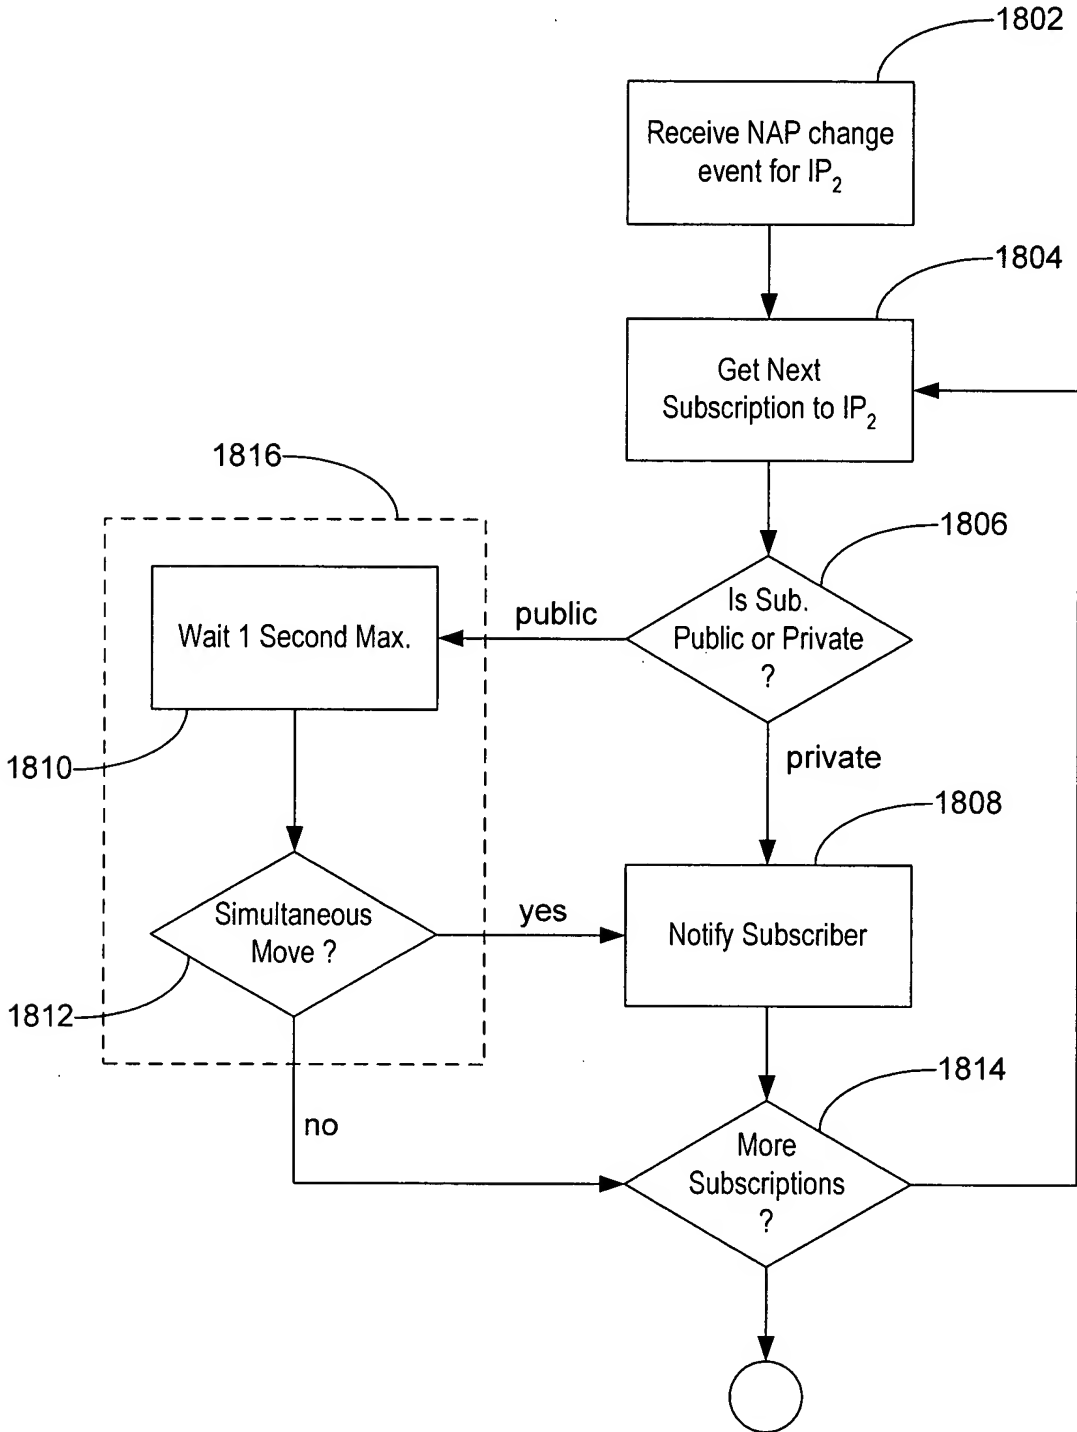 1802
Receive NAP change
event for IP₂
1804
Get Next
Subscription to IP₂
1816
1806
Is Sub.
Public or Private
?
public
Wait 1 Second Max.
1810
private
1808
Simultaneous
Move ?
yes
Notify Subscriber
1812
1814
no
More
Subscriptions
?